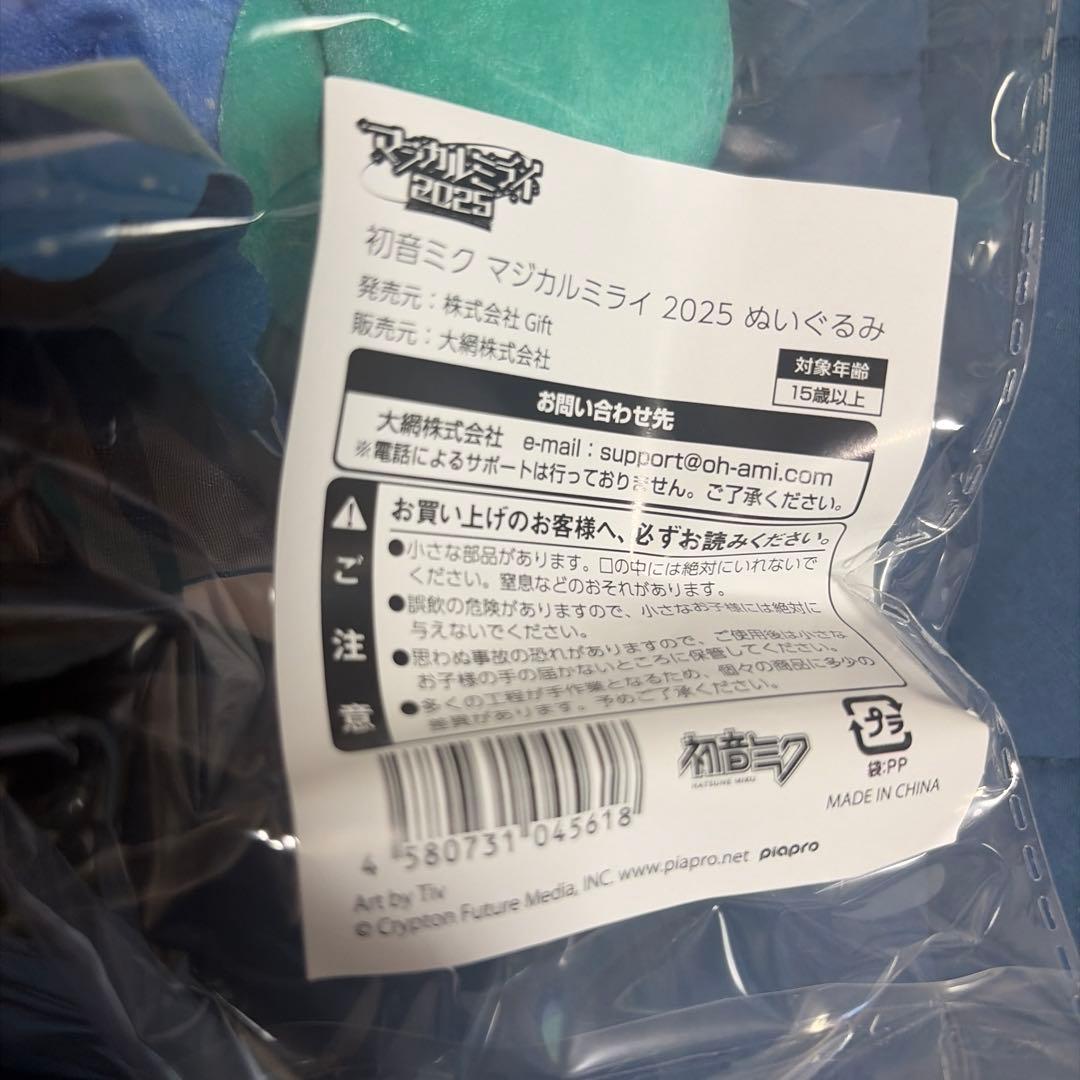 マジカルミライ
2025
初音ミク マジカルミライ 2025 ぬいぐるみ
発売元：株式会社 Gift
販売元：大網株式会社
対象年齢
15歳以上
お問い合わせ先
大網株式会社 e-mail：support@oh-ami.com
※電話によるサポートは行っておりません。ご了承ください。
ご注意
お買い上げのお客様へ、必ずお読みください。
●小さな部品があります。口の中には絶対にいれないで
ください。窒息などのおそれがあります。
●誤飲の危険がありますので、小さなお子様には絶対に
与えないでください。
●思わぬ事故の恐れがありますので、ご使用後は小さな
お子様の手の届かないところに保管してください。
●多くの工程が手作業となるため、個々の商品に多少の
差異があります。予めご了承ください。
4 580731 045618
初音ミク
HATSUNE MIKU
プラ
袋:PP
MADE IN CHINA
Art by Tiv
© Crypton Future Media, INC. www.piapro.net piapro